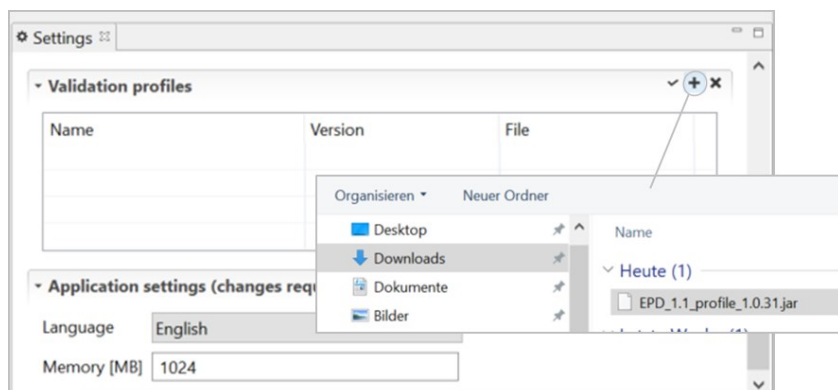 Settings
Validation profiles
Name Version File
Organisieren Neuer Ordner
Desktop
Downloads
Dokumente
Bilder
Name
Heute (1)
EPD_1.1_profile_1.0.31.jar
Application settings (changes requ
Language English
Memory [MB] 1024